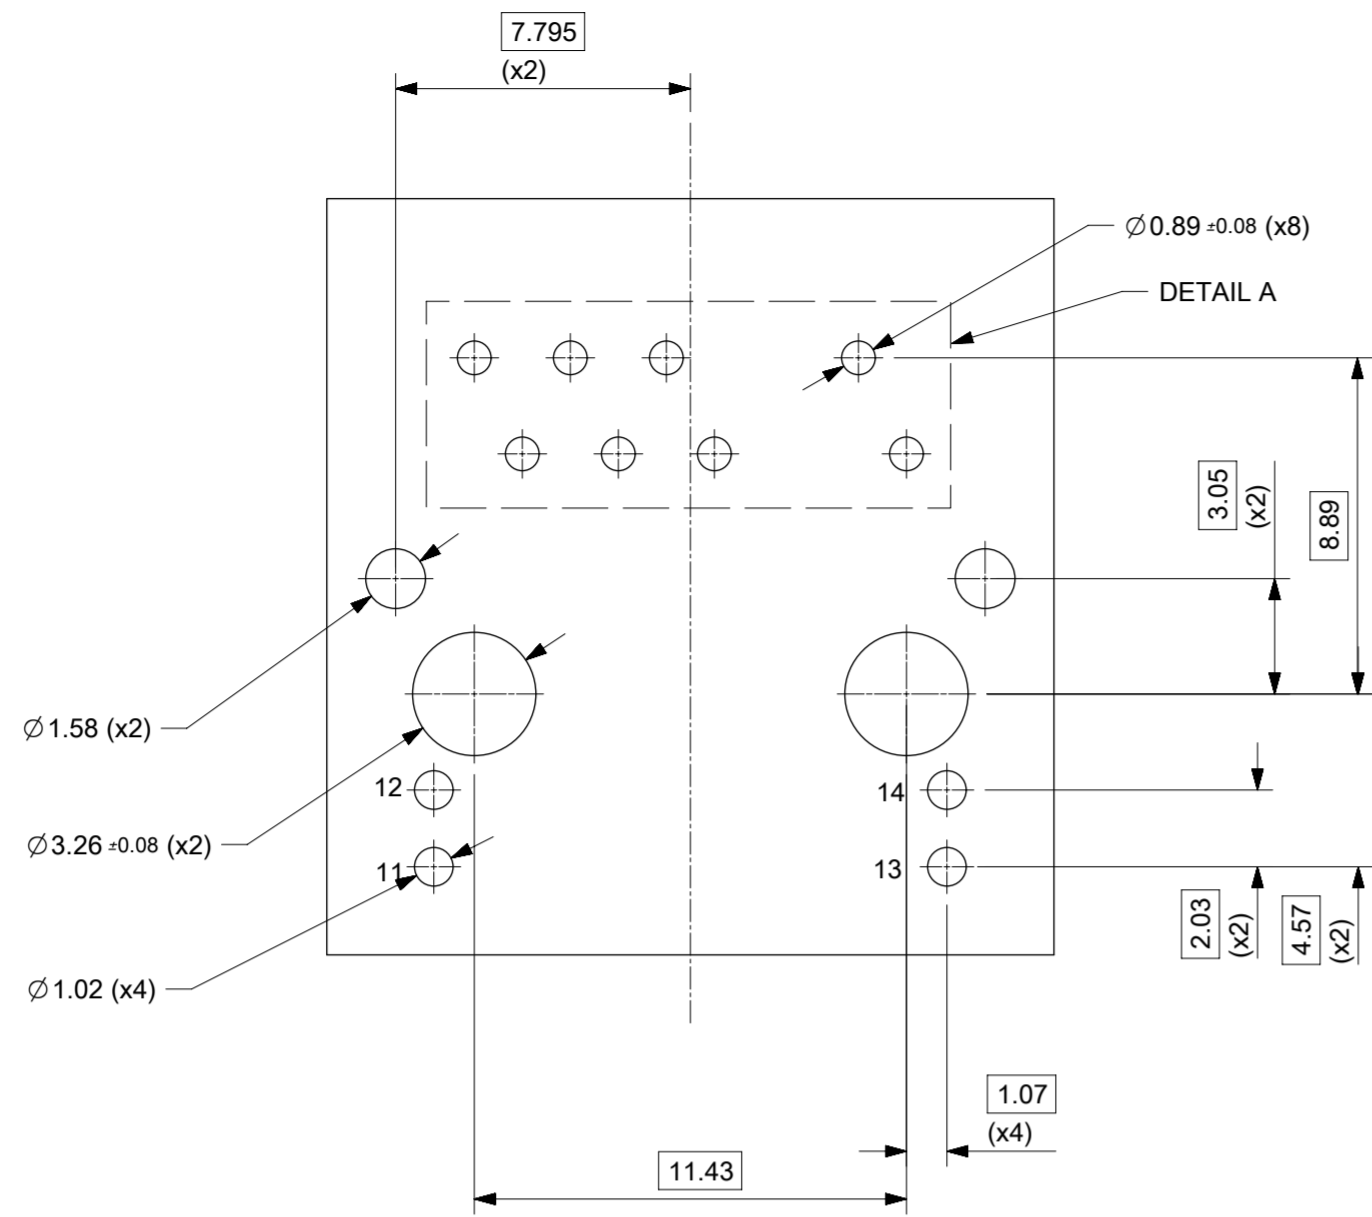 7.795
(x2)
∅0.89 ±0.08 (x8)
DETAIL A
3.05
(x2)
8.89
∅1.58 (x2)
12
14
∅3.26 ±0.08 (x2)
11
13
2.03
(x2)
4.57
(x2)
∅1.02 (x4)
1.07
(x4)
11.43